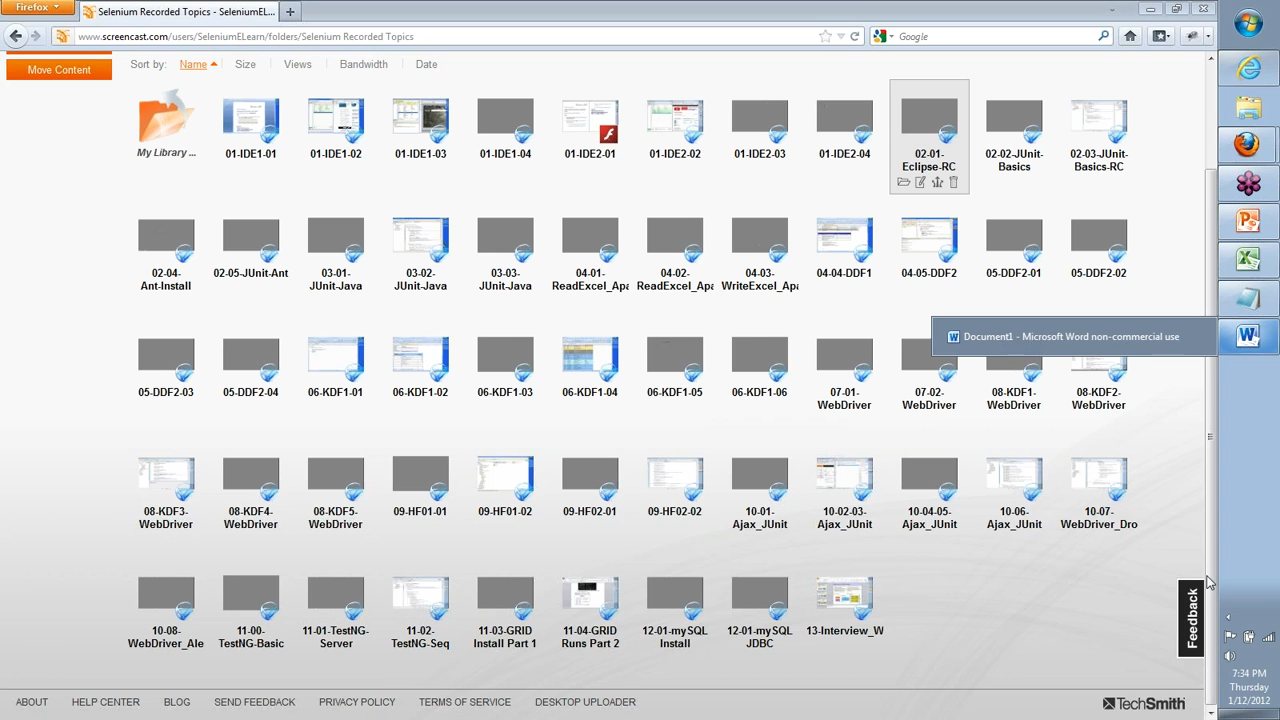 Firefox
Selenium Recorded Topics - SeleniumEL...
www.screencast.com/users/SeleniumELearn/folders/Selenium Recorded Topics
Google
Move Content
Sort by: Name Size Views Bandwidth Date
My Library ...
01-IDE1-01
01-IDE1-02
01-IDE1-03
01-IDE1-04
01-IDE2-01
01-IDE2-02
01-IDE2-03
01-IDE2-04
02-01-
Eclipse-RC
02-02-JUnit-
Basics
02-03-JUnit-
Basics-RC
02-04-
Ant-Install
02-05-JUnit-Ant
03-01-
JUnit-Java
03-02-
JUnit-Java
03-03-
JUnit-Java
04-01-
ReadExcel_Apa
04-02-
ReadExcel_Apa
04-03-
WriteExcel_Apa
04-04-DDF1
04-05-DDF2
05-DDF2-01
05-DDF2-02
Document1 - Microsoft Word non-commercial use
05-DDF2-03
05-DDF2-04
06-KDF1-01
06-KDF1-02
06-KDF1-03
06-KDF1-04
06-KDF1-05
06-KDF1-06
07-01-
WebDriver
07-02-
WebDriver
08-KDF1-
WebDriver
08-KDF2-
WebDriver
08-KDF3-
WebDriver
08-KDF4-
WebDriver
08-KDF5-
WebDriver
09-HF01-01
09-HF01-02
09-HF02-01
09-HF02-02
10-01-
Ajax_JUnit
10-02-03-
Ajax_JUnit
10-04-05-
Ajax_JUnit
10-06-
Ajax_JUnit
10-07-
WebDriver_Dro
10-08-
WebDriver_Ale
11-00-
TestNG-Basic
11-01-TestNG-
Server
11-02-
TestNG-Seq
11-03-GRID
Install Part 1
11-04-GRID
Runs Part 2
12-01-mySQL
Install
12-01-mySQL
JDBC
13-Interview_W
Feedback
7:34 PM
Thursday
1/12/2012
ABOUT HELP CENTER BLOG SEND FEEDBACK PRIVACY POLICY TERMS OF SERVICE DESKTOP UPLOADER
TechSmith